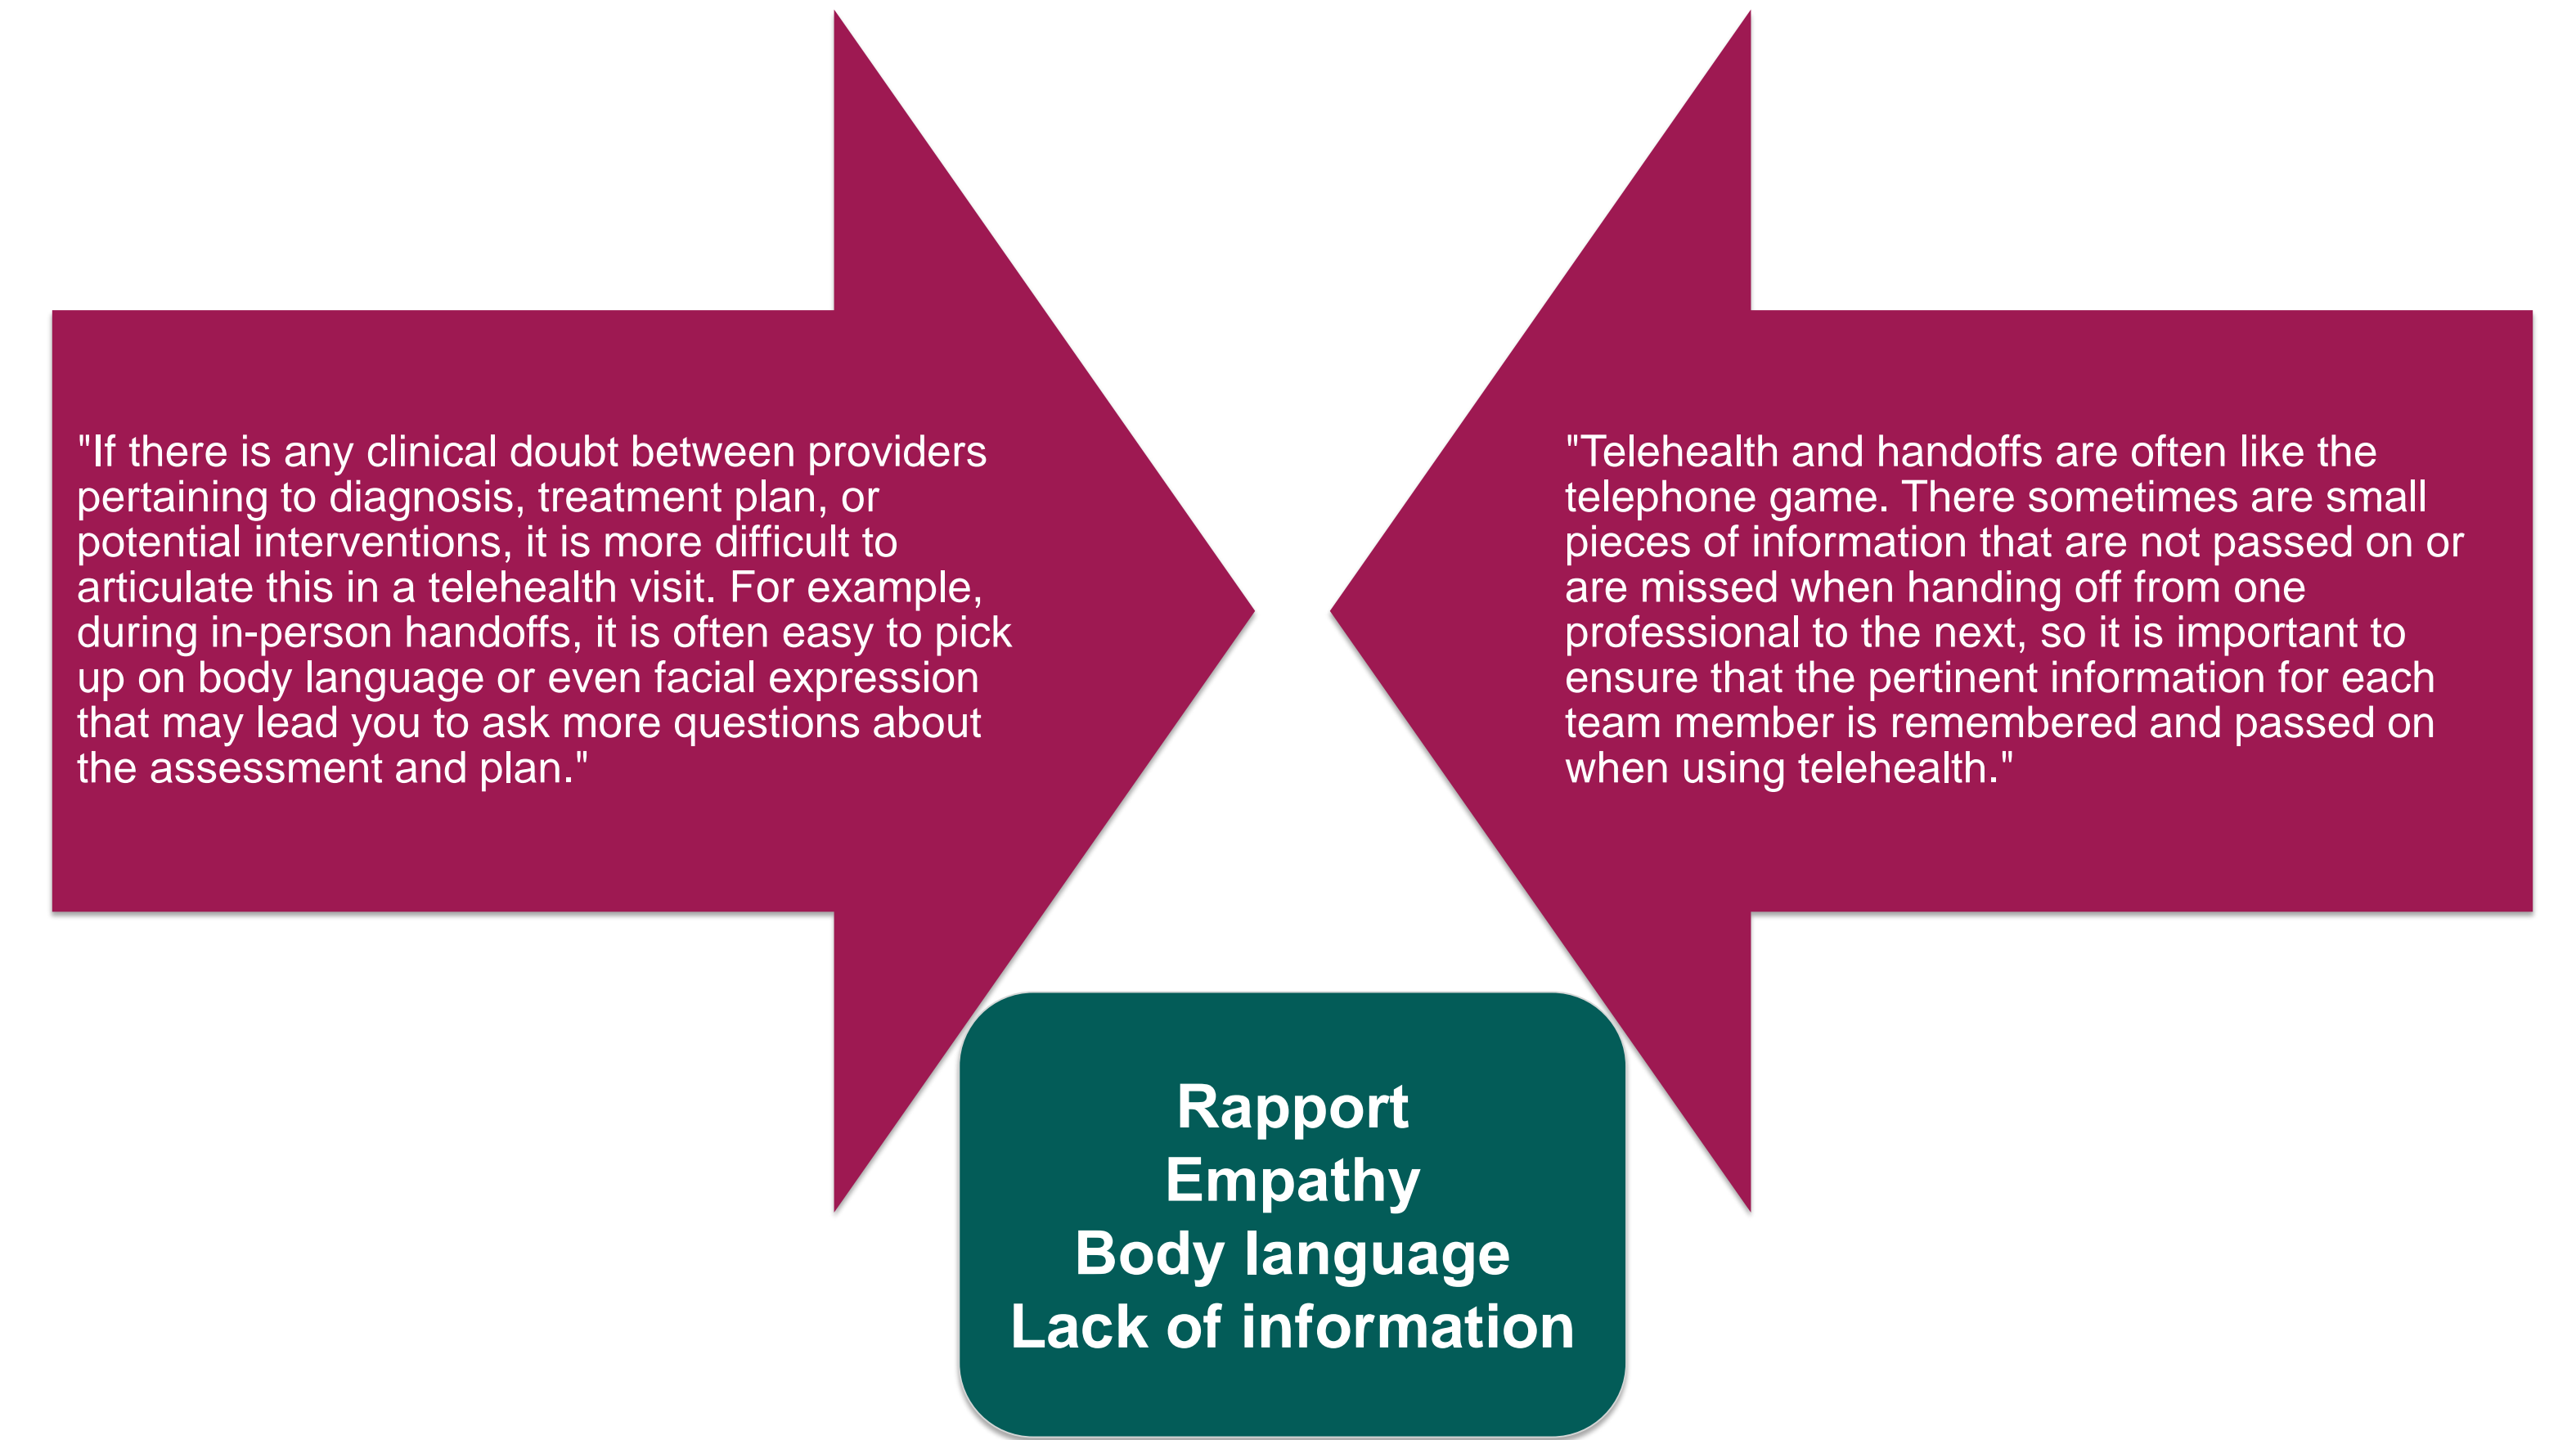 "If there is any clinical doubt between providers
pertaining to diagnosis, treatment plan, or
potential interventions, it is more difficult to
articulate this in a telehealth visit. For example,
during in-person handoffs, it is often easy to pick
up on body language or even facial expression
that may lead you to ask more questions about
the assessment and plan."
"Telehealth and handoffs are often like the
telephone game. There sometimes are small
pieces of information that are not passed on or
are missed when handing off from one
professional to the next, so it is important to
ensure that the pertinent information for each
team member is remembered and passed on
when using telehealth."
Rapport
Empathy
Body language
Lack of information